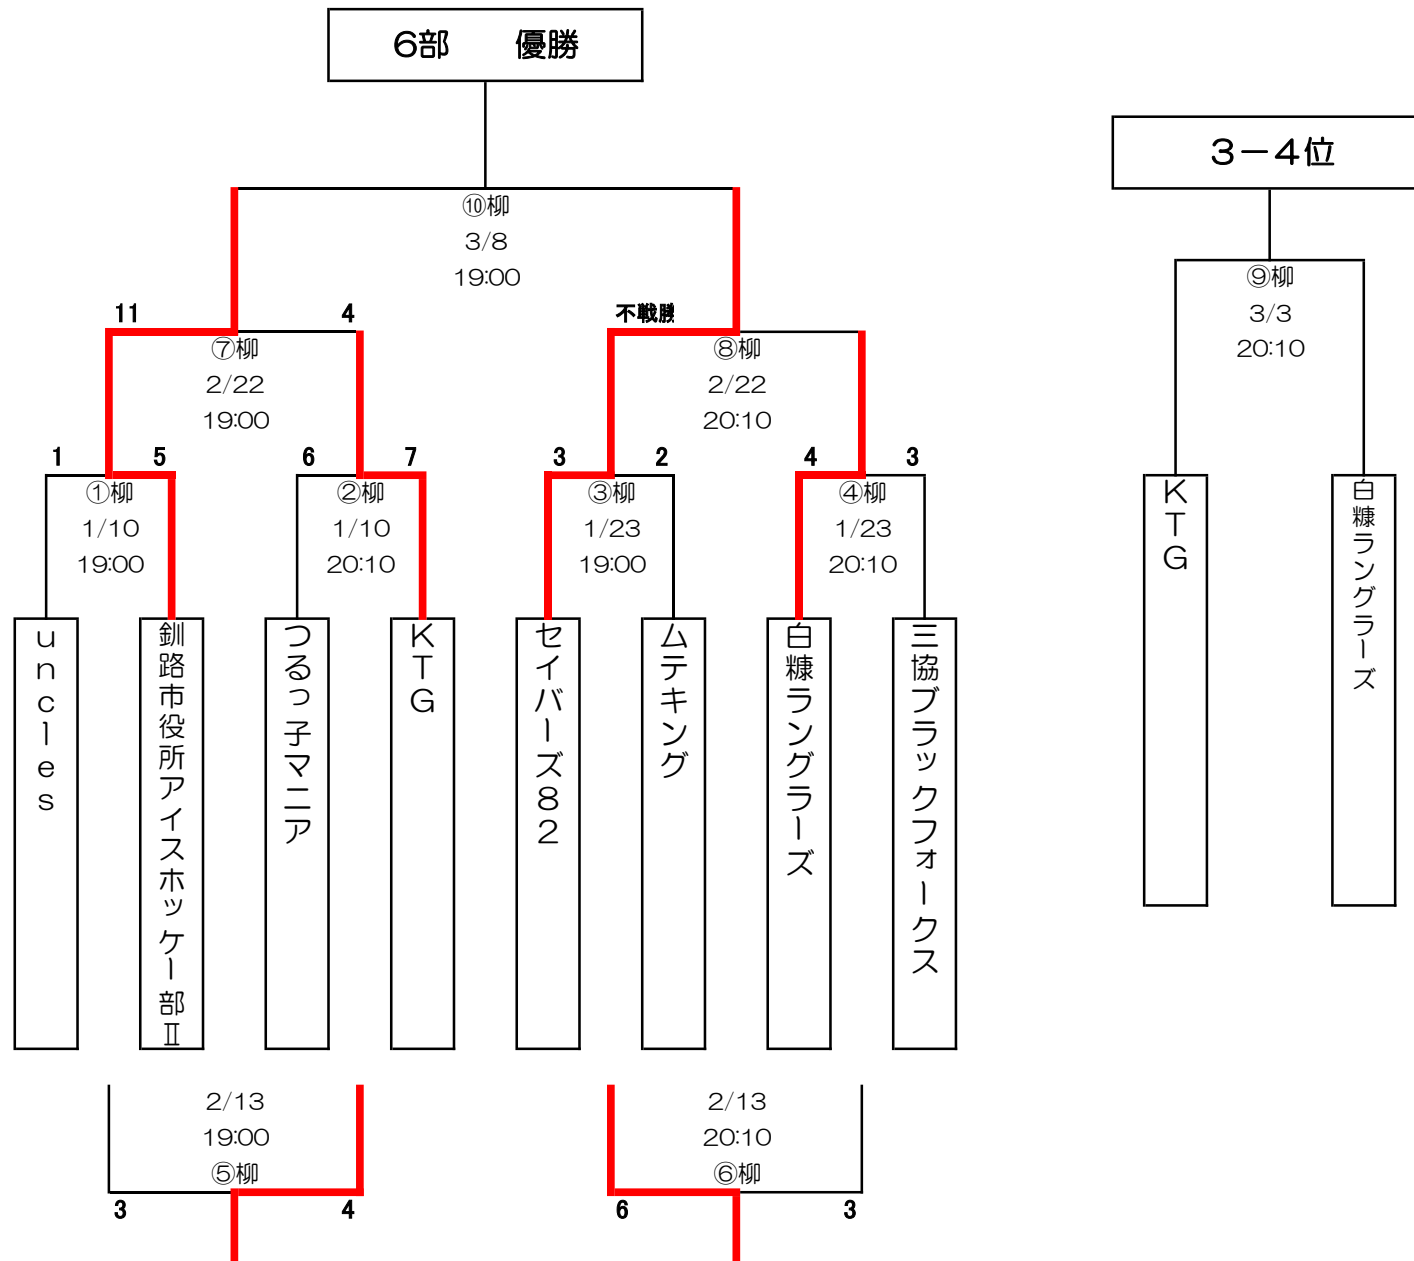 6部　優勝
3－4位
⑩柳
3/8
19:00
⑨柳
3/3
20:10
11
4
不戦勝
⑦柳
2/22
19:00
⑧柳
2/22
20:10
1
5
6
7
3
2
4
3
①柳
1/10
19:00
②柳
1/10
20:10
③柳
1/23
19:00
④柳
1/23
20:10
KTG
白糠ラングラーズ
uncles
釧路市役所アイスホッケー部Ⅱ
つるっ子マニア
KTG
セイバーズ82
ムテキング
白糠ラングラーズ
三協ブラックフォークス
2/13
19:00
⑤柳
2/13
20:10
⑥柳
3
4
6
3